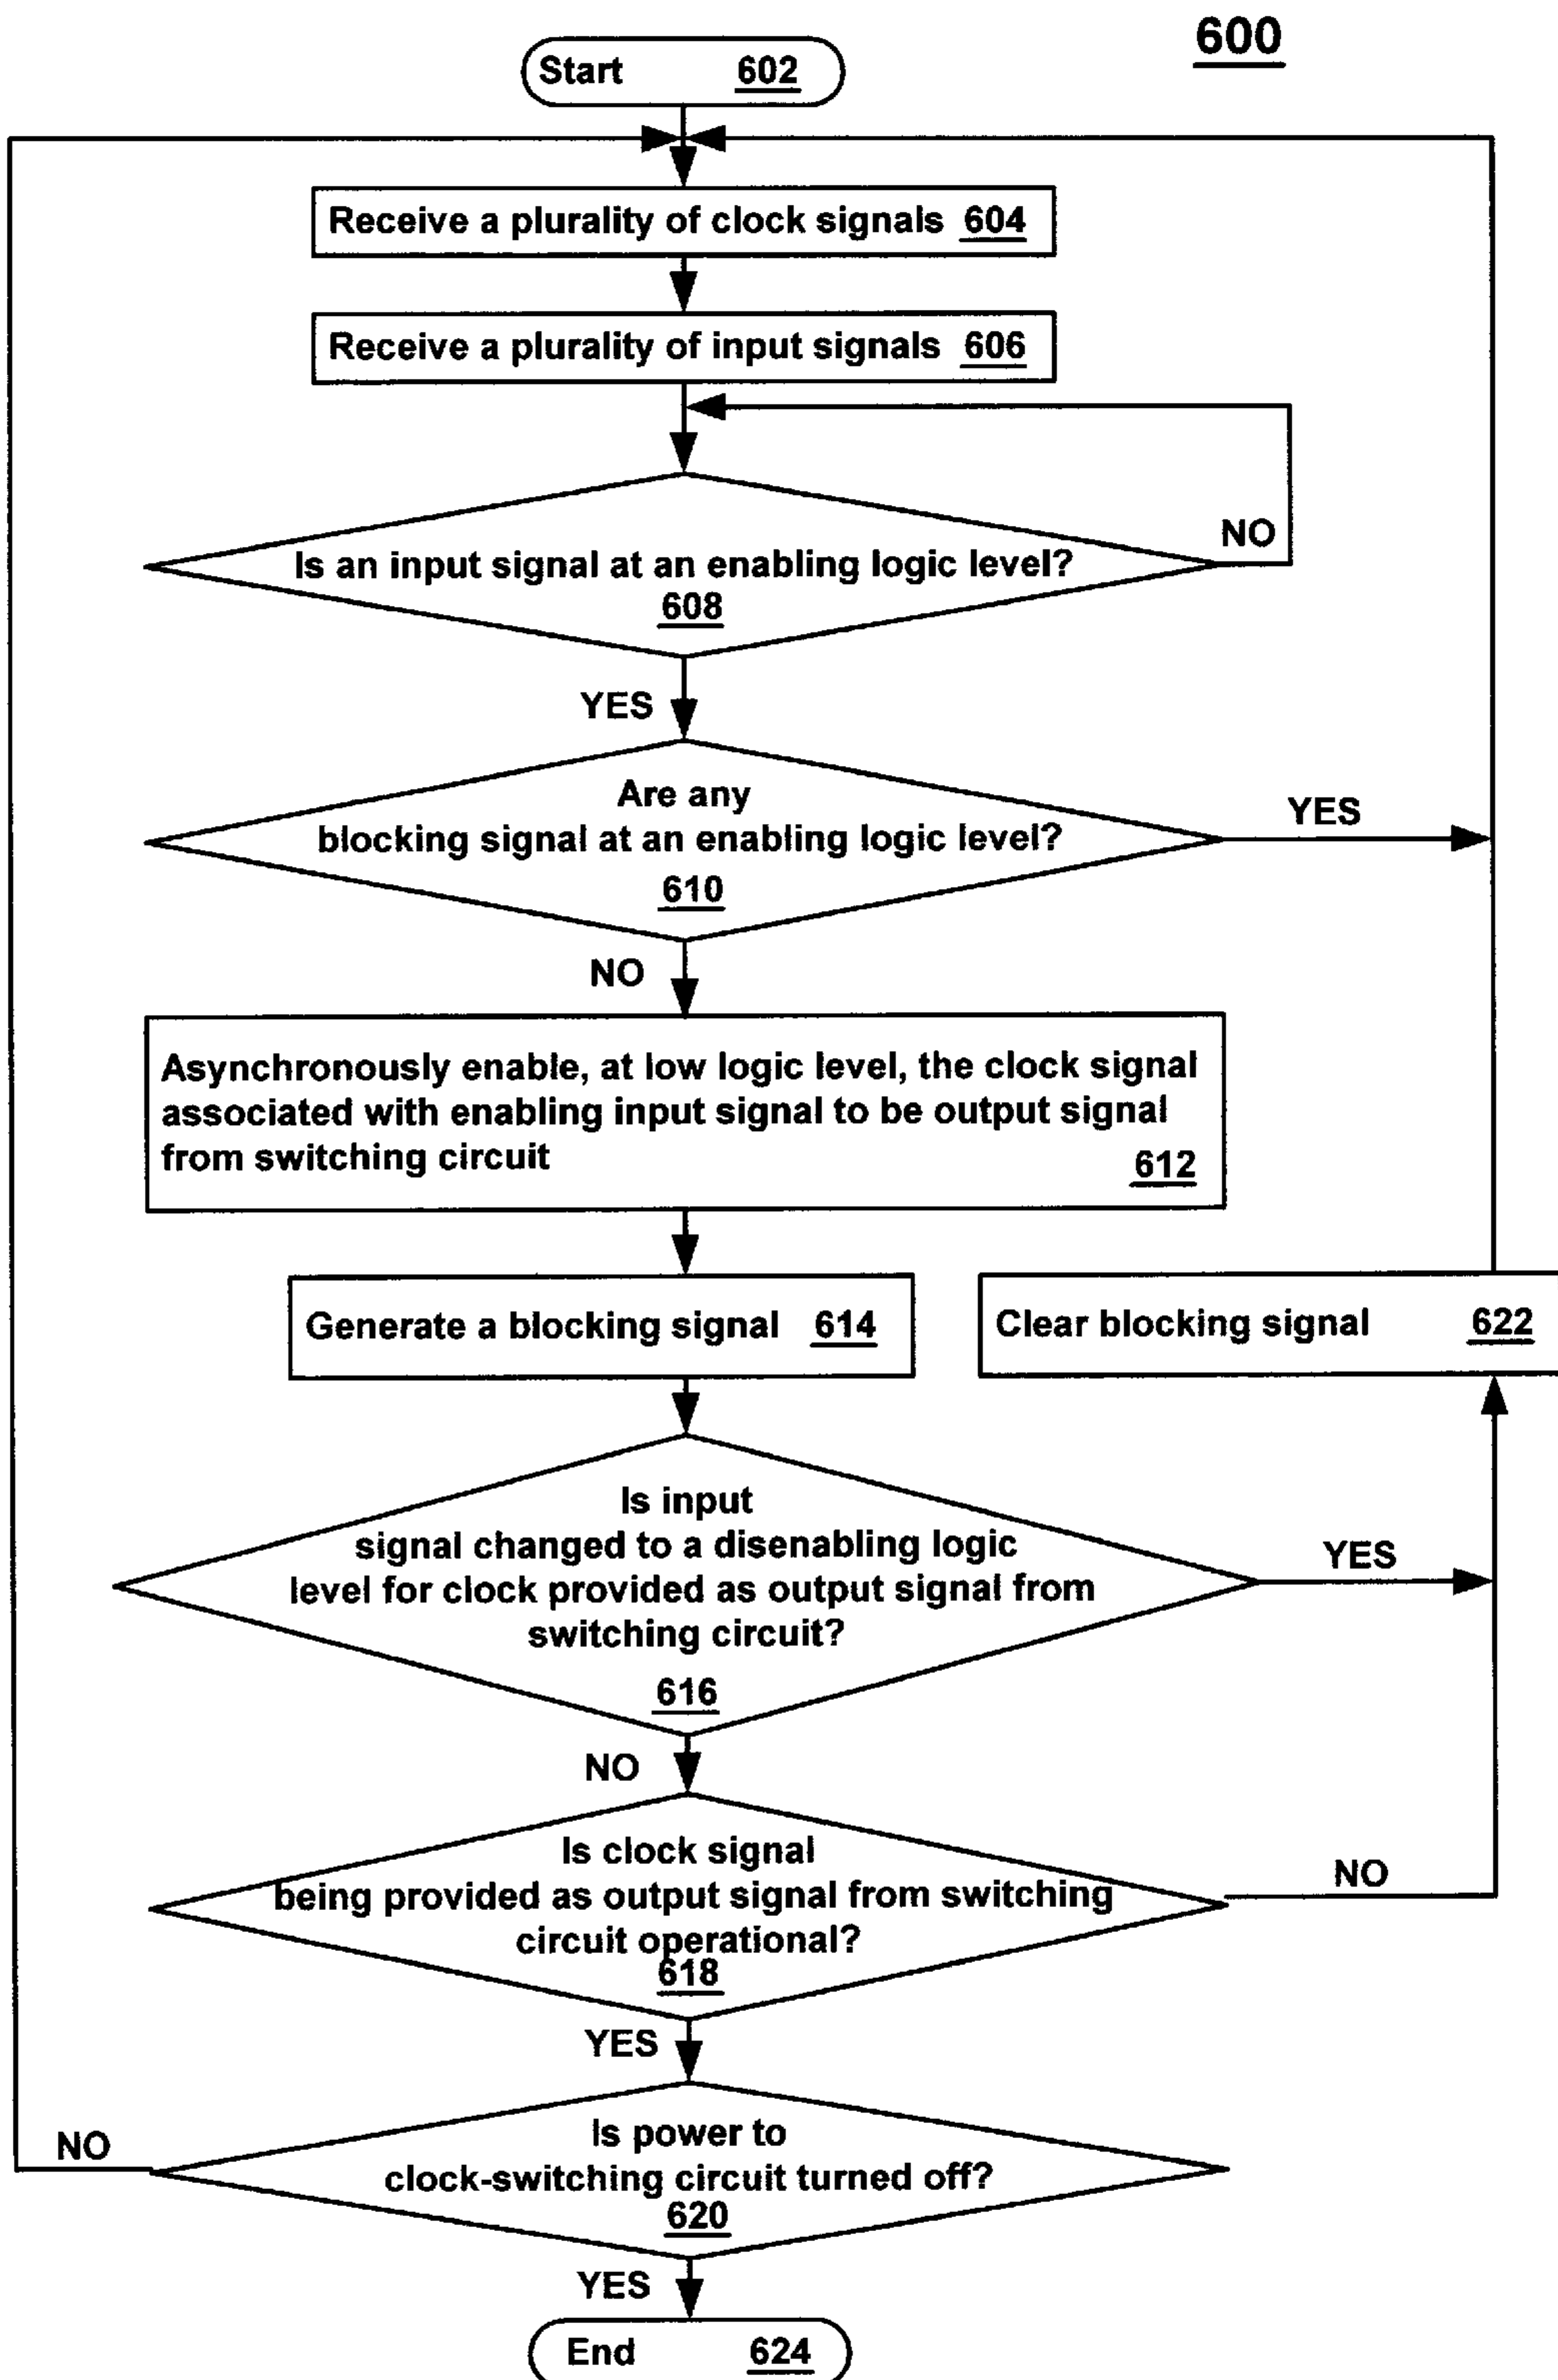 600
Start 602
Receive a plurality of clock signals 604
Receive a plurality of input signals 606
NO
Is an input signal at an enabling logic level?
608
YES
Are any
blocking signal at an enabling logic level?
610
YES
NO
Asynchronously enable, at low logic level, the clock signal
associated with enabling input signal to be output signal
from switching circuit 612
Generate a blocking signal 614
Clear blocking signal 622
Is input
signal changed to a disenabling logic
level for clock provided as output signal from
switching circuit?
616
YES
NO
Is clock signal
being provided as output signal from switching
circuit operational?
618
NO
YES
Is power to
clock-switching circuit turned off?
620
NO
YES
End 624